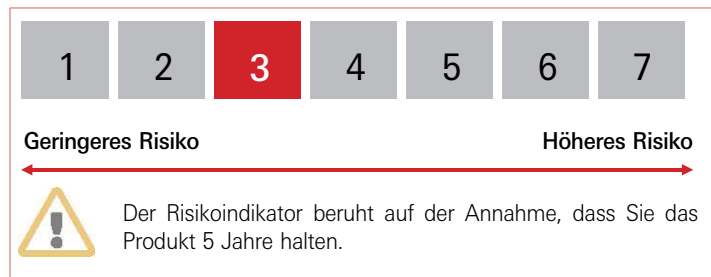 1 2 3 4 5 6 7
Geringeres Risiko Höheres Risiko
Der Risikoindikator beruht auf der Annahme, dass Sie das
Produkt 5 Jahre halten.